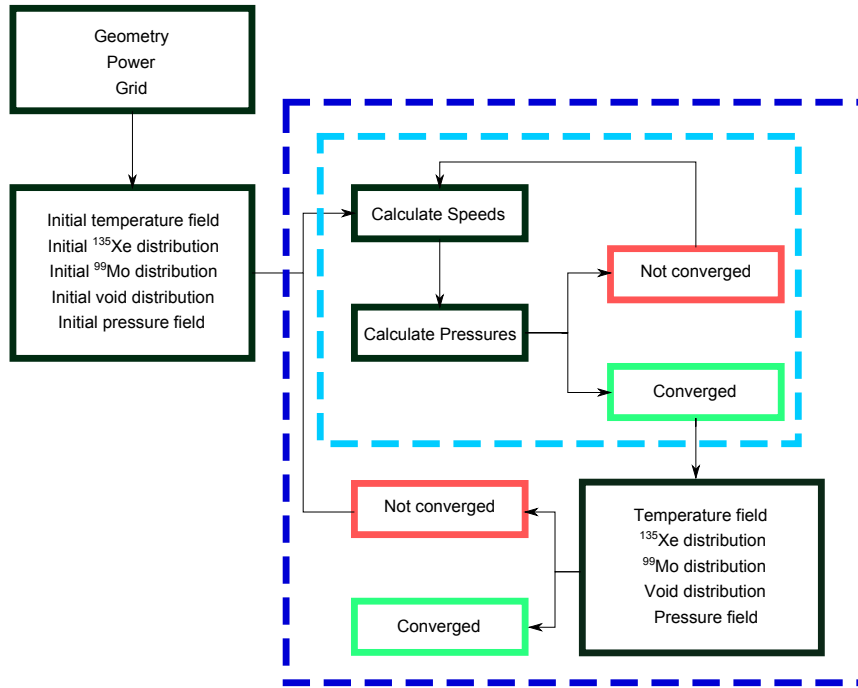 Geometry
Power
Grid
Initial temperature field
Initial ¹³⁵Xe distribution
Initial ⁹⁹Mo distribution
Initial void distribution
Initial pressure field
Calculate Speeds
Calculate Pressures
Not converged
Converged
Temperature field
¹³⁵Xe distribution
⁹⁹Mo distribution
Void distribution
Pressure field
Not converged
Converged